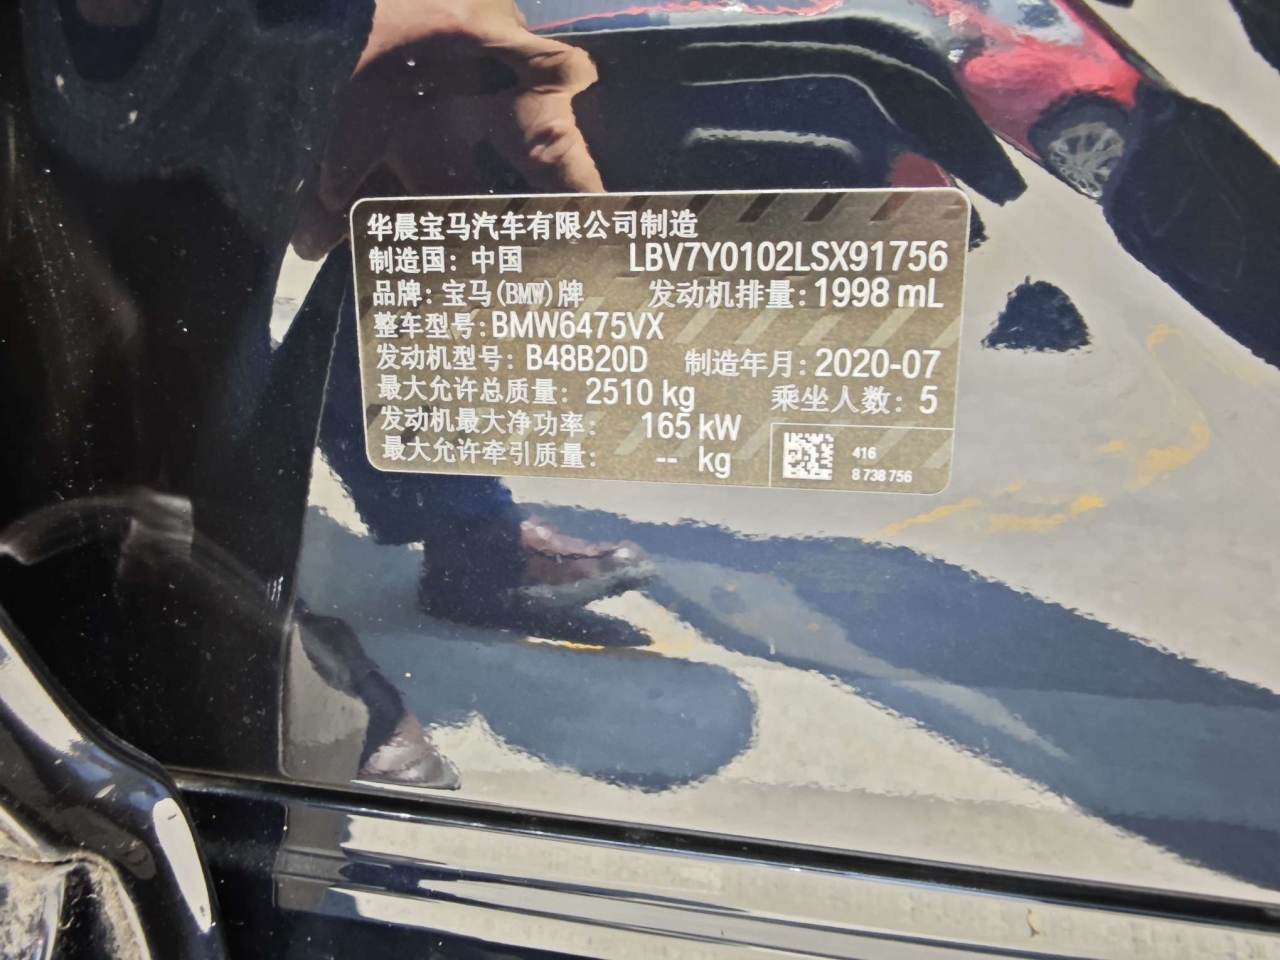 华晨宝马汽车有限公司制造
制造国: 中国 LBV7Y0102LSX91756
品牌: 宝马(BMW)牌 发动机排量: 1998 mL
整车型号: BMW6475VX
发动机型号: B48B20D 制造年月: 2020-07
最大允许总质量: 2510 kg 乘坐人数: 5
发动机最大净功率: 165 kW
最大允许牵引质量: -- kg
416
8 738 756